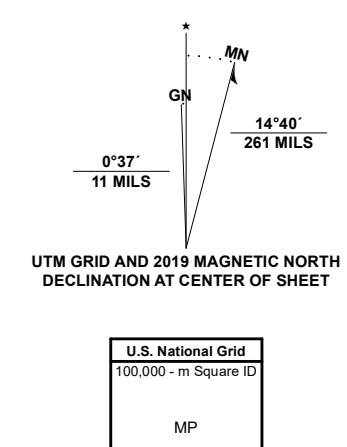 MN
GN
14°40´
261 MILS
0°37´
11 MILS
UTM GRID AND 2019 MAGNETIC NORTH
DECLINATION AT CENTER OF SHEET
U.S. National Grid
100,000 - m Square ID
MP